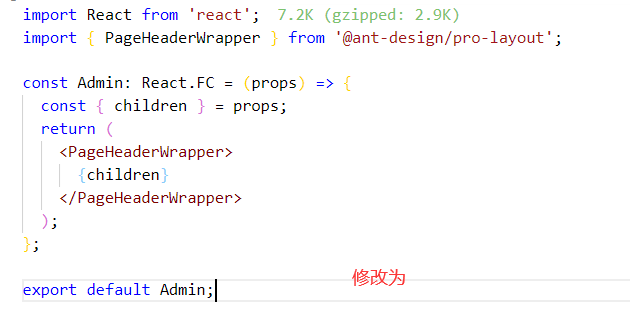 import React from 'react';  7.2K (gzipped: 2.9K)
import { PageHeaderWrapper } from '@ant-design/pro-layout';
const Admin: React.FC = (props) => {
  const { children } = props;
  return (
    <PageHeaderWrapper>
      {children}
    </PageHeaderWrapper>
  );
};
修改为
export default Admin;